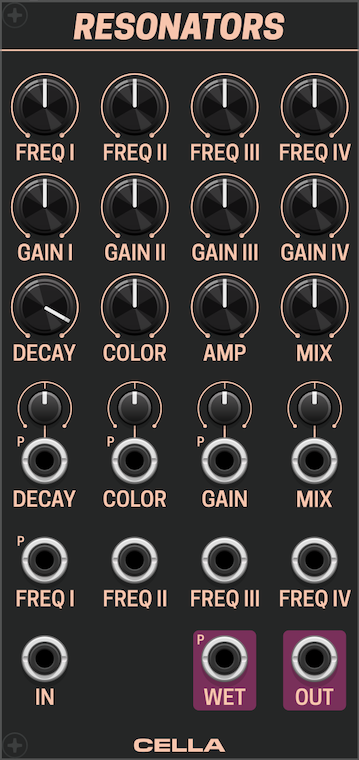 RESONATORS
FREQ I FREQ II FREQ III FREQ IV
GAIN I GAIN II GAIN III GAIN IV
DECAY COLOR AMP MIX
P P P
DECAY COLOR GAIN MIX
P
FREQ I FREQ II FREQ III FREQ IV
P
IN WET OUT
CELLA